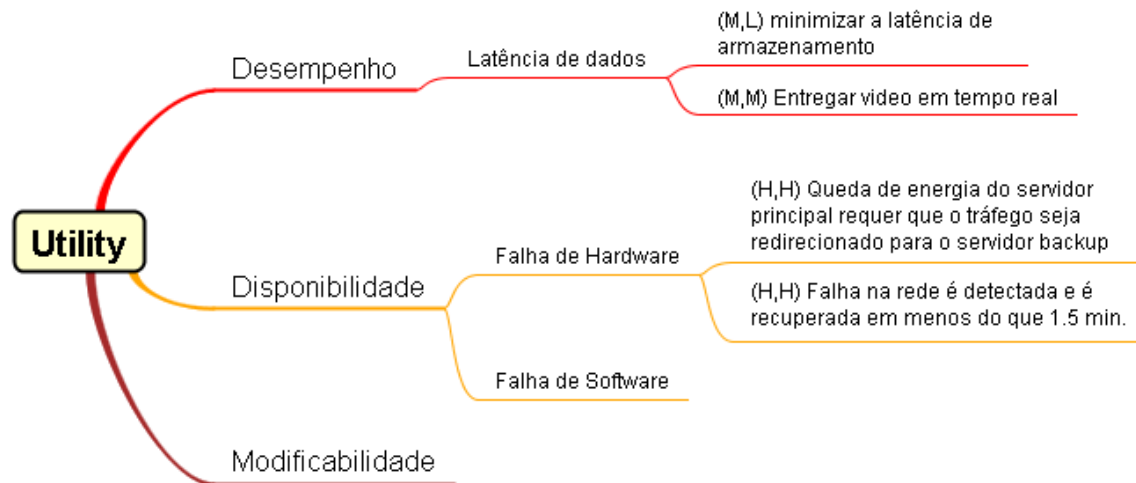 Utility
Desempenho
Latência de dados
(M,L) minimizar a latência de
armazenamento
(M,M) Entregar video em tempo real
Disponibilidade
Falha de Hardware
(H,H) Queda de energia do servidor
principal requer que o tráfego seja
redirecionado para o servidor backup
(H,H) Falha na rede é detectada e é
recuperada em menos do que 1.5 min.
Falha de Software
Modificabilidade